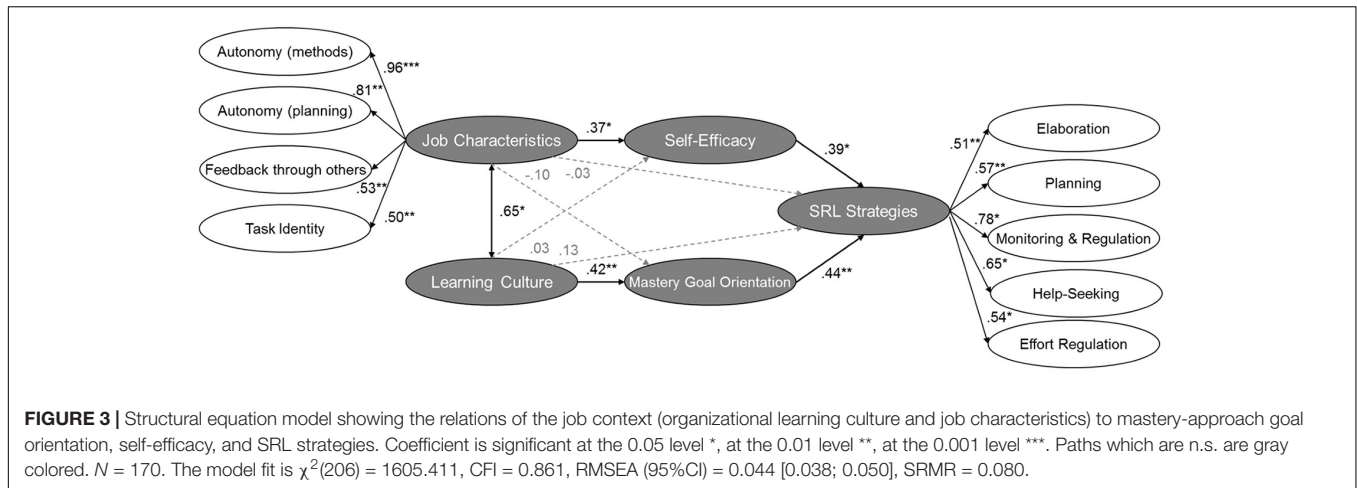 Autonomy (methods)
Autonomy (planning)
Feedback through others
Task Identity
.96***
.81**
.53**
.50**
Job Characteristics
.37*
Self-Efficacy
.39*
-.10
-.03
.65*
SRL Strategies
.03
.13
Learning Culture
.42**
Mastery Goal Orientation
.44**
.51**
.57**
.78*
.65*
.54*
Elaboration
Planning
Monitoring & Regulation
Help-Seeking
Effort Regulation
FIGURE 3 | Structural equation model showing the relations of the job context (organizational learning culture and job characteristics) to mastery-approach goal
orientation, self-efficacy, and SRL strategies. Coefficient is significant at the 0.05 level *, at the 0.01 level **, at the 0.001 level ***. Paths which are n.s. are gray
colored. N = 170. The model fit is χ²(206) = 1605.411, CFI = 0.861, RMSEA (95%CI) = 0.044 [0.038; 0.050], SRMR = 0.080.